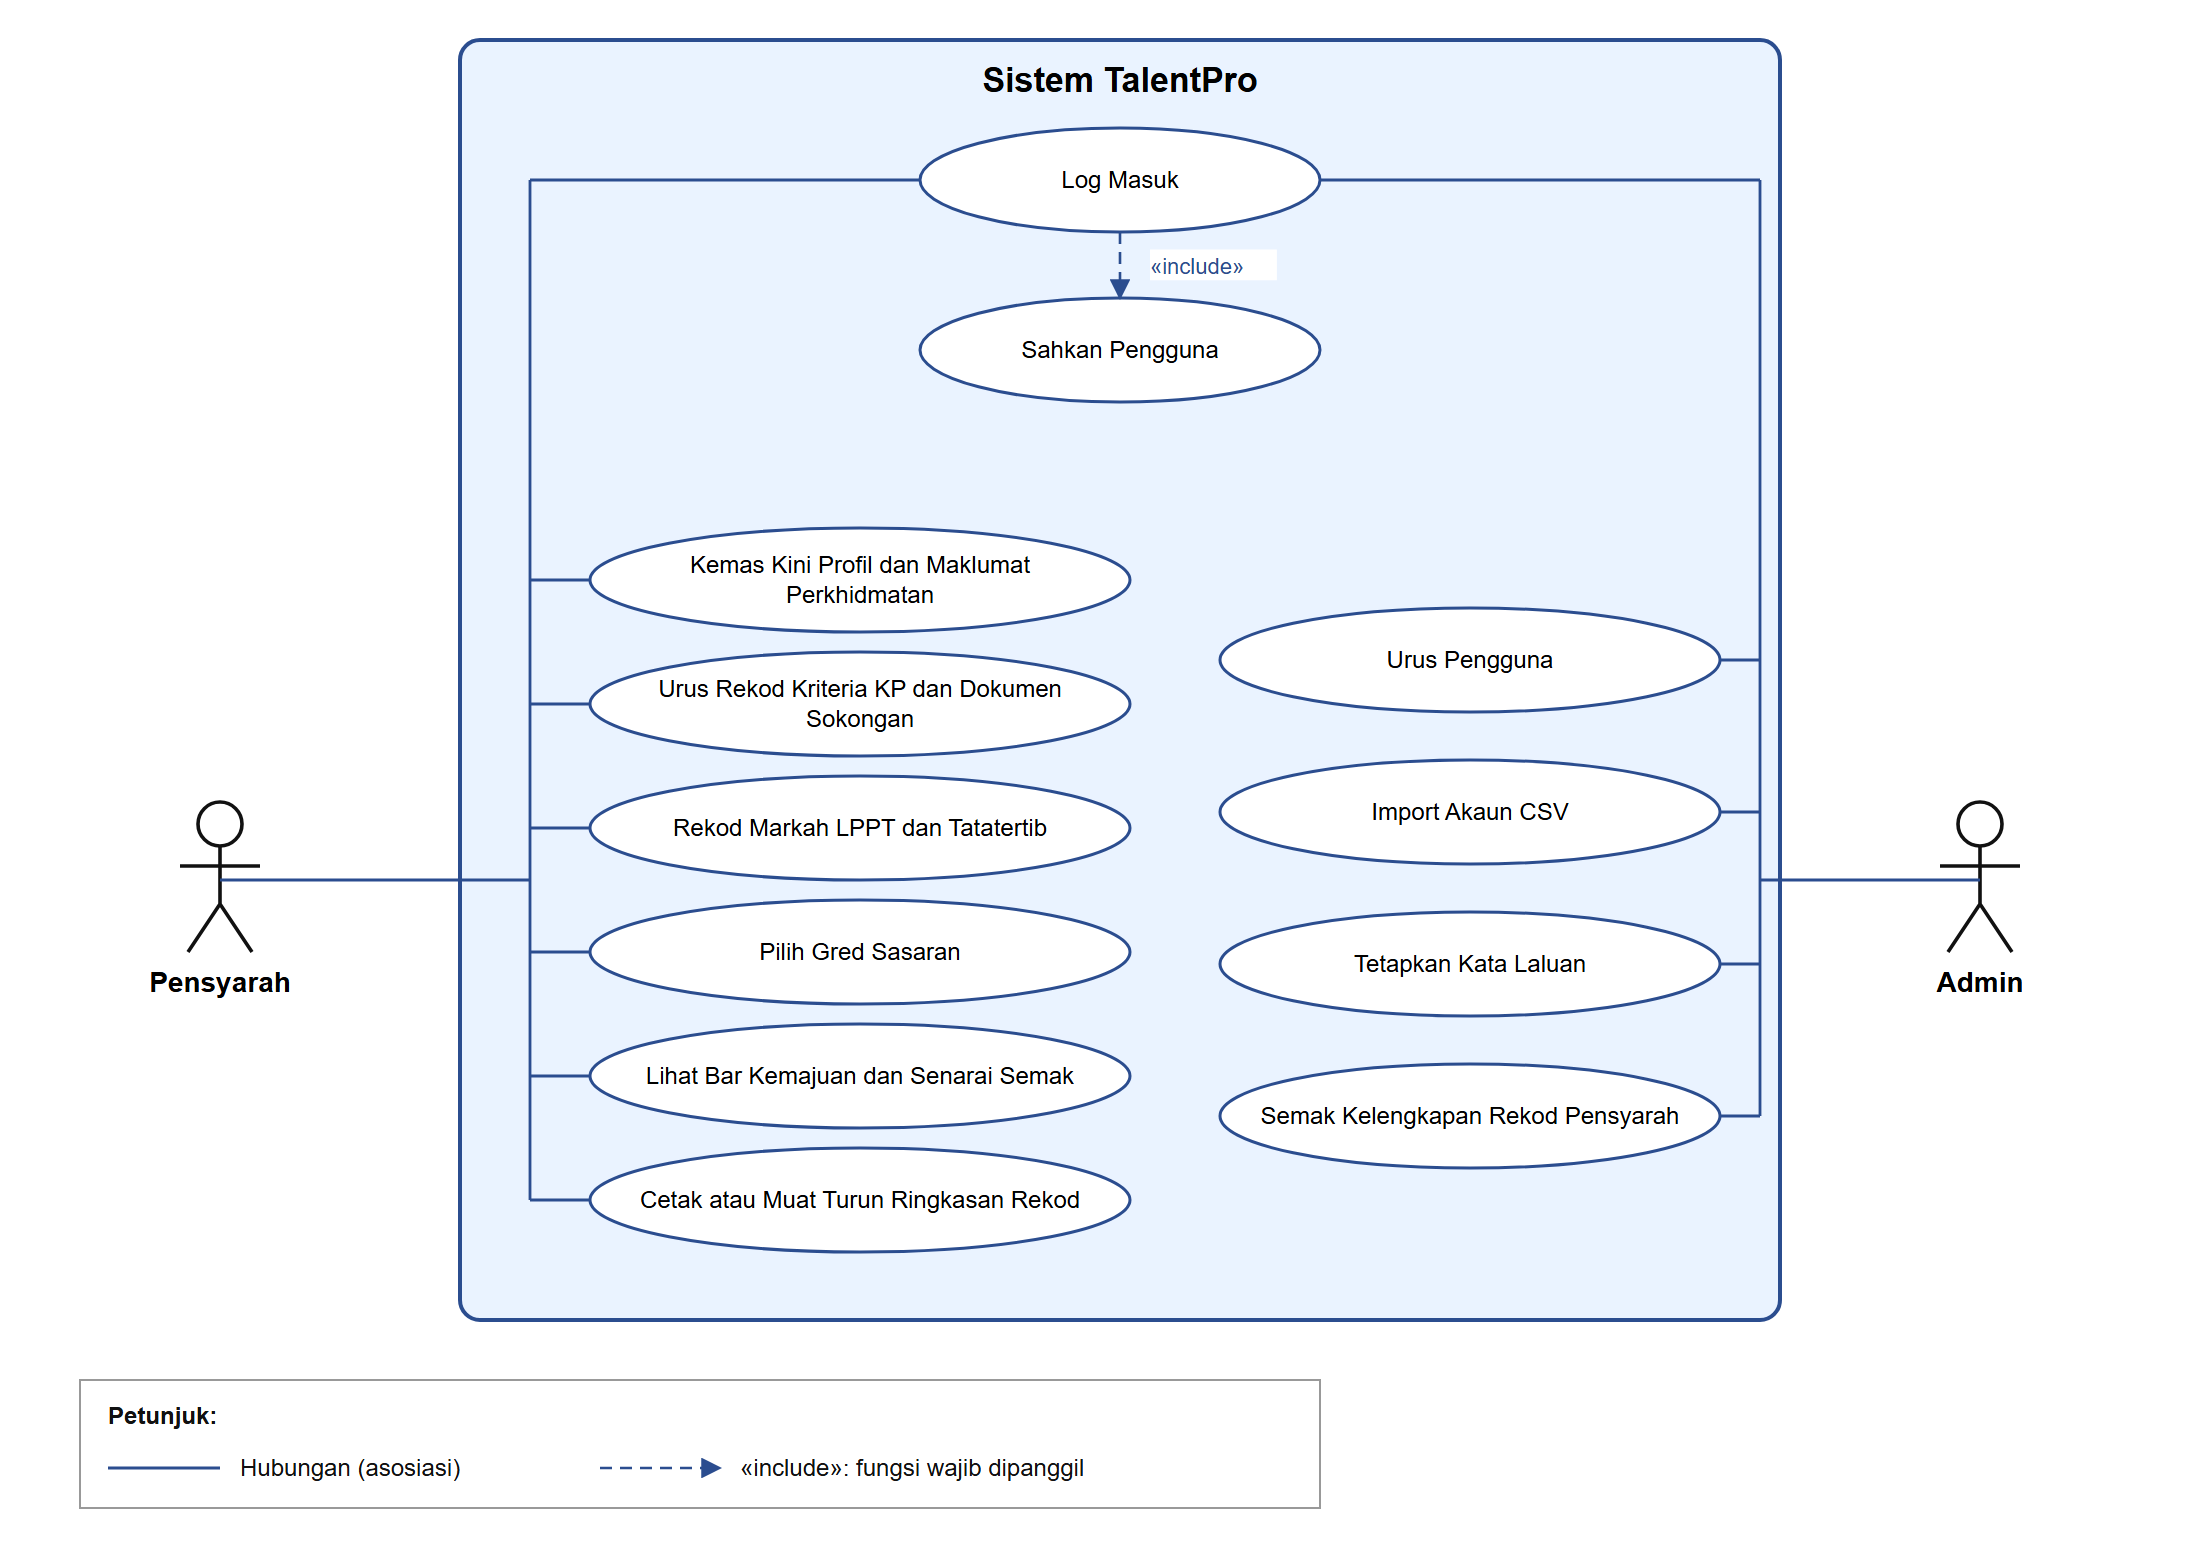 Sistem TalentPro
Log Masuk
«include»
Sahkan Pengguna
Kemas Kini Profil dan Maklumat
Perkhidmatan
Urus Rekod Kriteria KP dan Dokumen
Sokongan
Rekod Markah LPPT dan Tatatertib
Pilih Gred Sasaran
Lihat Bar Kemajuan dan Senarai Semak
Cetak atau Muat Turun Ringkasan Rekod
Urus Pengguna
Import Akaun CSV
Tetapkan Kata Laluan
Semak Kelengkapan Rekod Pensyarah
Pensyarah
Admin
Petunjuk:
Hubungan (asosiasi)
«include»: fungsi wajib dipanggil